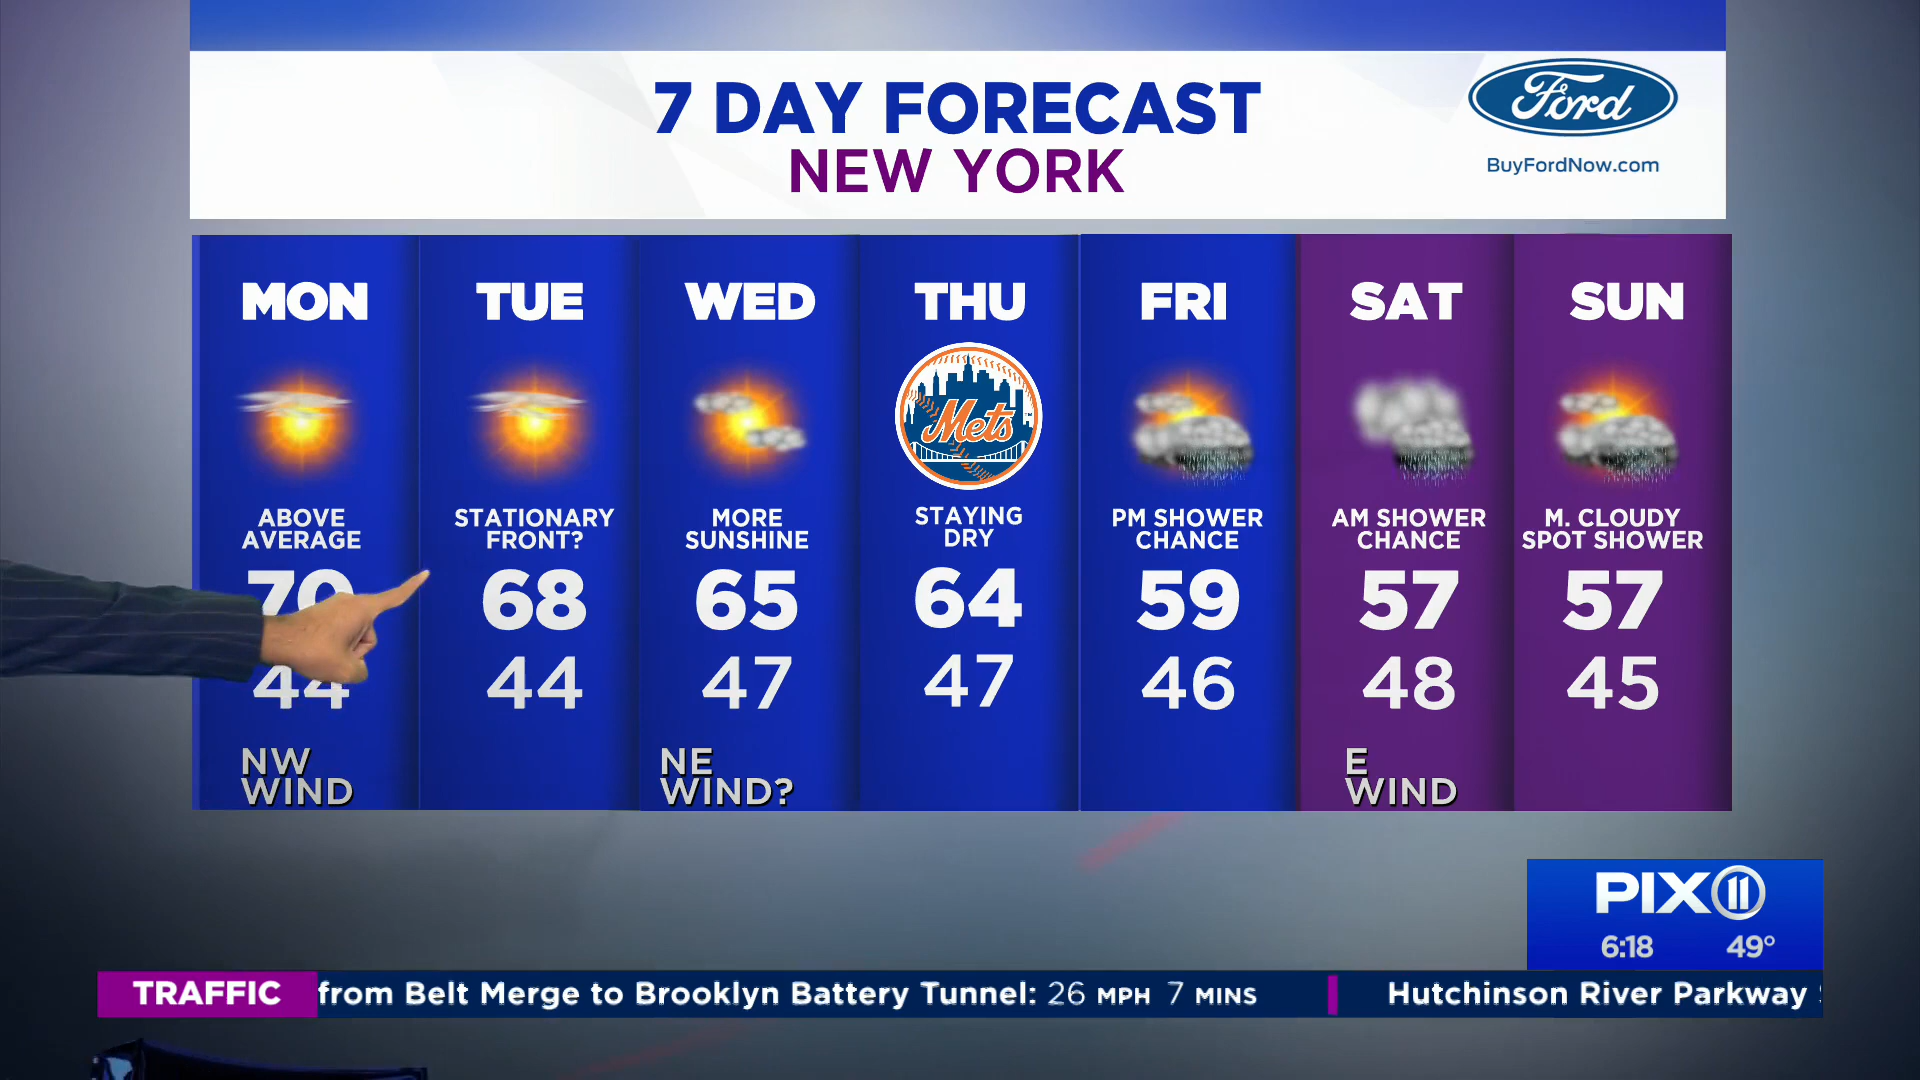 7 DAY FORECAST
NEW YORK
Ford
BuyFordNow.com
MON
TUE
WED
THU
FRI
SAT
SUN
Mets
ABOVE
AVERAGE
STATIONARY
FRONT?
MORE
SUNSHINE
STAYING
DRY
PM SHOWER
CHANCE
AM SHOWER
CHANCE
M. CLOUDY
SPOT SHOWER
70
68
65
64
59
57
57
44
44
47
47
46
48
45
NW
WIND
NE
WIND?
E
WIND
PIX11
6:18 49°
TRAFFIC
from Belt Merge to Brooklyn Battery Tunnel: 26 MPH 7 MINS
Hutchinson River Parkway